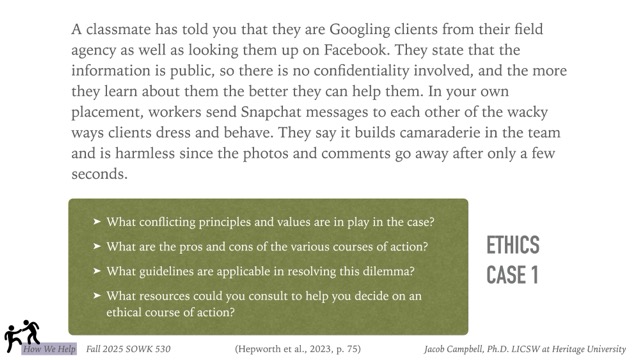 A classmate has told you that they are Googling clients from their field
agency as well as looking them up on Facebook. They state that the
information is public, so there is no confidentiality involved, and the more
they learn about them the better they can help them. In your own
placement, workers send Snapchat messages to each other of the wacky
ways clients dress and behave. They say it builds camaraderie in the team
and is harmless since the photos and comments go away after only a few
seconds.
➤ What conflicting principles and values are in play in the case?
➤ What are the pros and cons of the various courses of action?
➤ What guidelines are applicable in resolving this dilemma?
➤ What resources could you consult to help you decide on an
ethical course of action?
ETHICS
CASE 1
How We Help Fall 2025 SOWK 530 (Hepworth et al., 2023, p. 75) Jacob Campbell, Ph.D. LICSW at Heritage University